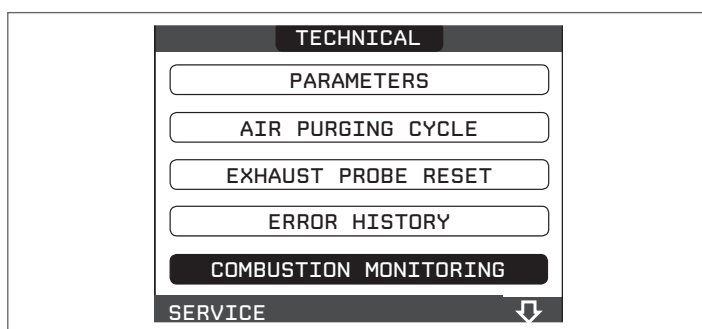 TECHNICAL
PARAMETERS
AIR PURGING CYCLE
EXHAUST PROBE RESET
ERROR HISTORY
COMBUSTION MONITORING
SERVICE